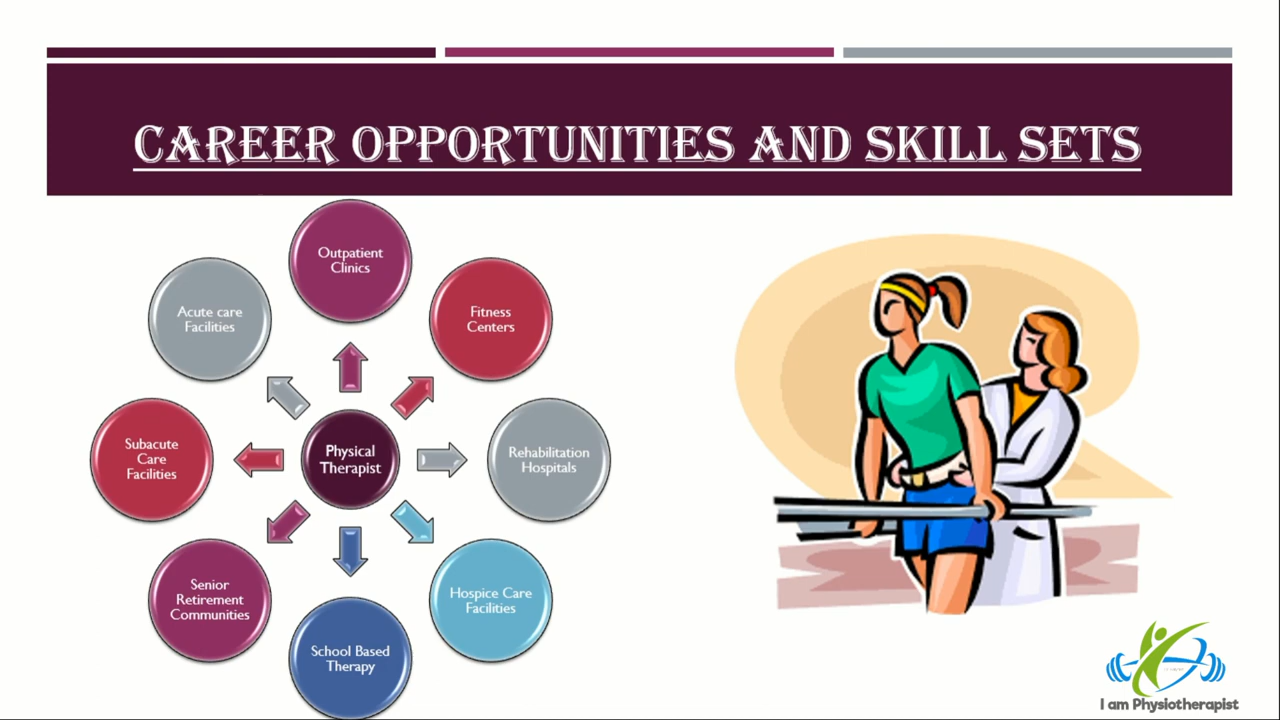 CAREER OPPORTUNITIES AND SKILL SETS
Outpatient
Clinics
Fitness
Centers
Rehabilitation
Hospitals
Hospice Care
Facilities
School Based
Therapy
Senior
Retirement
Communities
Subacute
Care
Facilities
Acute care
Facilities
Physical
Therapist
I am Physiotherapist